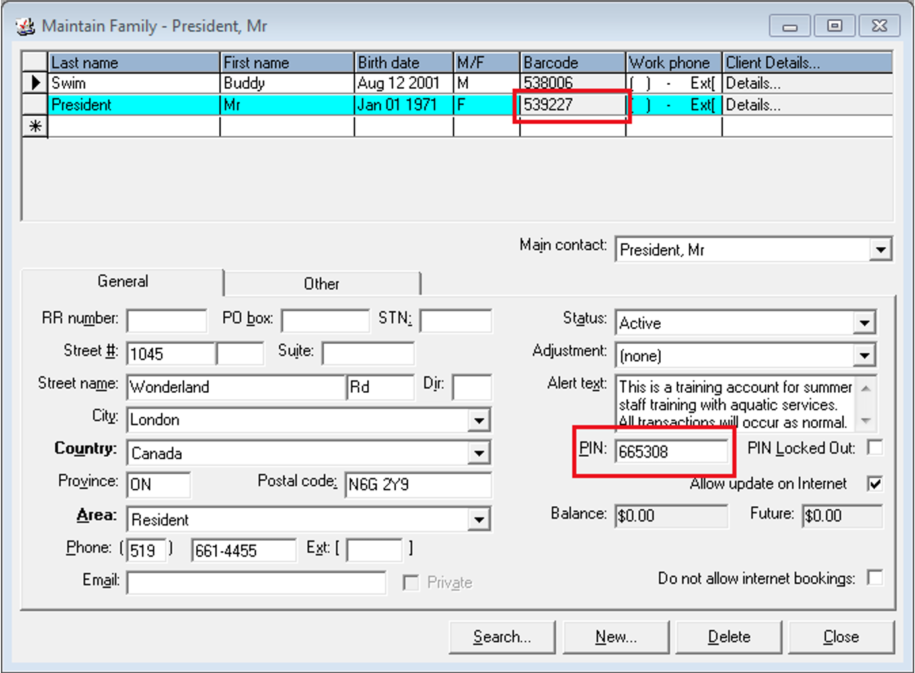 Maintain Family - President, Mr
Last name First name Birth date M/F Barcode Work phone Client Details...
Swim Buddy Aug 12 2001 M 538006 ( ) - Ext[ Details...
President Mr Jan 01 1971 F 539227 ( ) - Ext[ Details...
Main contact: President, Mr
General Other
RR number: PO box: STN:
Status: Active
Street #: 1045 Suite:
Adjustment: (none)
Street name: Wonderland Rd Dir:
Alert text: This is a training account for summer
staff training with aquatic services.
All transactions will occur as normal.
City: London
Country: Canada
PIN: 665308 PIN Locked Out:
Province: ON Postal code: N6G 2Y9
Allow update on Internet
Area: Resident
Balance: $0.00 Future: $0.00
Phone: (519) 661-4455 Ext: [ ]
Email: Private
Do not allow internet bookings:
Search... New... Delete Close